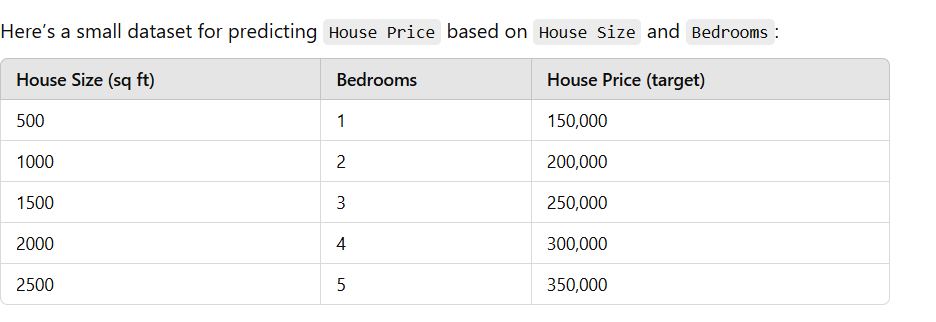 Here's a small dataset for predicting House Price based on House Size and Bedrooms:
House Size (sq ft) Bedrooms House Price (target)
500 1 150,000
1000 2 200,000
1500 3 250,000
2000 4 300,000
2500 5 350,000